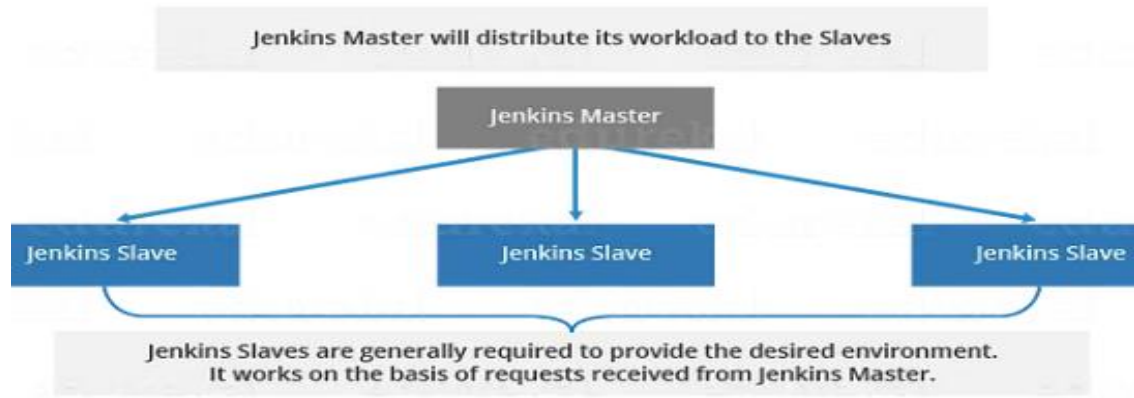 Jenkins Master will distribute its workload to the Slaves
Jenkins Master
Jenkins Slave
Jenkins Slave
Jenkins Slave
Jenkins Slaves are generally required to provide the desired environment.
It works on the basis of requests received from Jenkins Master.